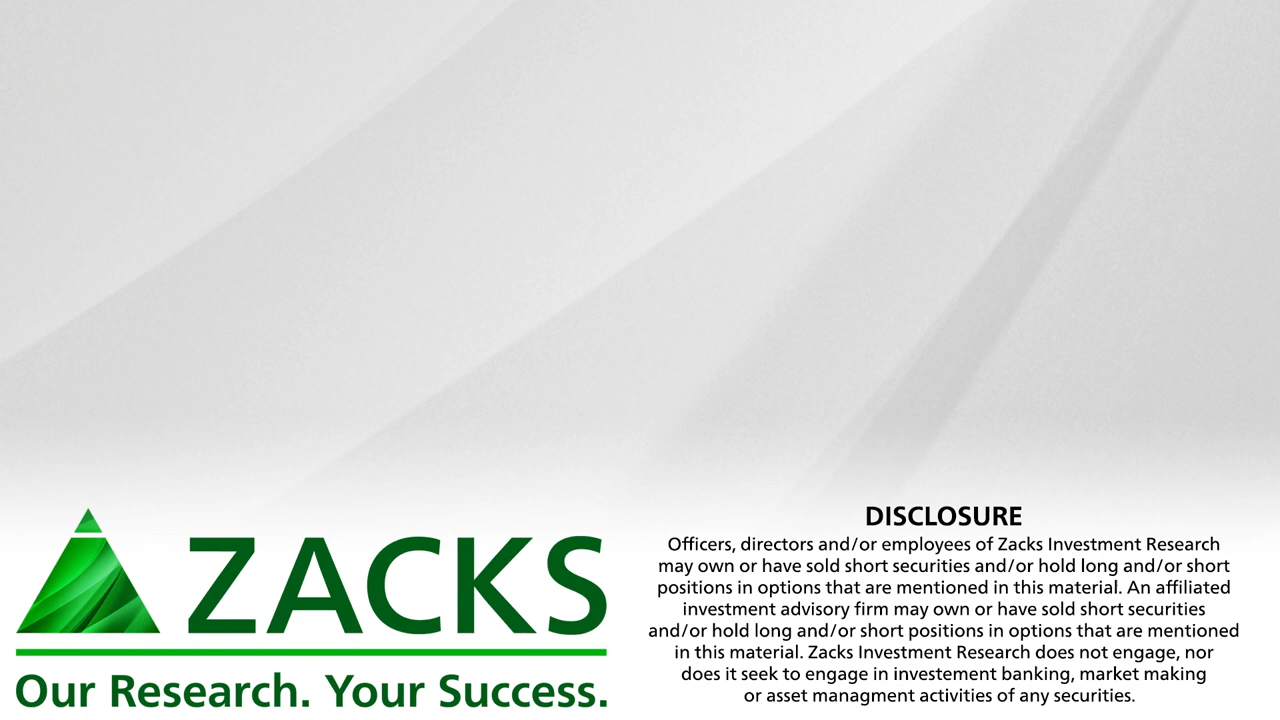 ZACKS
Our Research. Your Success.
DISCLOSURE
Officers, directors and/or employees of Zacks Investment Research
may own or have sold short securities and/or hold long and/or short
positions in options that are mentioned in this material. An affiliated
investment advisory firm may own or have sold short securities
and/or hold long and/or short positions in options that are mentioned
in this material. Zacks Investment Research does not engage, nor
does it seek to engage in investement banking, market making
or asset managment activities of any securities.